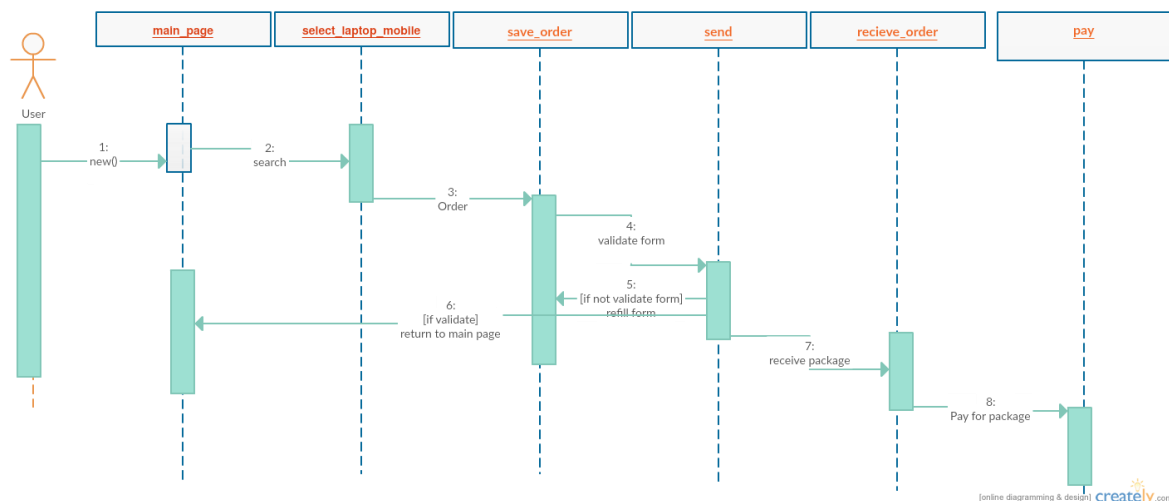 main_page
select_laptop_mobile
save_order
send
recieve_order
pay
User
1:
new()
2:
search
3:
Order
4:
validate form
5:
[if not validate form]
refill form
6:
[if validate]
return to main page
7:
receive package
8:
Pay for package
[online diagramming & design] creately.com